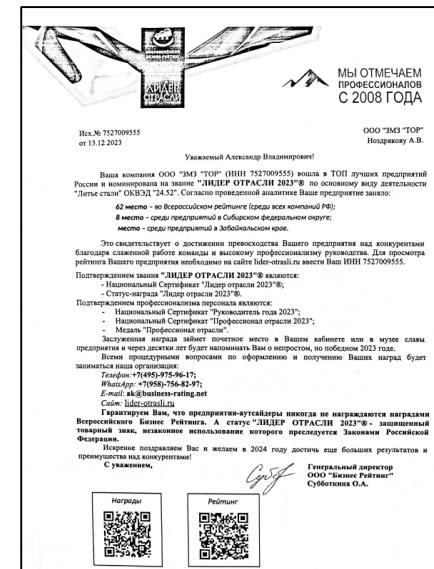 ЛИДЕР
ОТРАСЛИ
МЫ ОТМЕЧАЕМ
ПРОФЕССИОНАЛОВ
С 2008 ГОДА
Исх.№ 7527009555
от 13.12.2023
ООО "ЗМЗ "ТОР"
Ноздрякову А.В.
Уважаемый Александр Владимирович!
Ваша компания ООО "ЗМЗ "ТОР" (ИНН 7527009555) вошла в ТОП лучших предприятий
России и номинирована на звание "ЛИДЕР ОТРАСЛИ 2023"® по основному виду деятельности
"Литье стали" ОКВЭД "24.52". Согласно проведенной аналитике Ваше предприятие заняло:
62 место – во Всероссийском рейтинге (среди всех компаний РФ);
8 место – среди предприятий в Сибирском федеральном округе;
место – среди предприятий в Забайкальском крае.
Это свидетельствует о достижении превосходства Вашего предприятия над конкурентами
благодаря слаженной работе команды и высокому профессионализму руководства. Для просмотра
рейтинга Вашего предприятия необходимо на сайте lider-otrasli.ru ввести Ваш ИНН 7527009555.
Подтверждением звания "ЛИДЕР ОТРАСЛИ 2023"® являются:
- Национальный Сертификат "Лидер отрасли 2023"®;
- Статус-награда "Лидер отрасли 2023"®.
Подтверждением профессионализма персонала являются:
- Национальный Сертификат "Руководитель года 2023";
- Национальный Сертификат "Профессионал отрасли 2023";
- Медаль "Профессионал отрасли".
Заслуженная награда займет почетное место в Вашем кабинете или в музее славы
предприятия и через десятки лет будет напоминать Вам о непростом, но победном 2023 годе.
Всеми процедурными вопросами по оформлению и получению Ваших наград будет
заниматься наша организация:
Телефон:+7(495)-975-96-17;
WhatsApp: +7(958)-756-82-97;
E-mail: ak@business-rating.net
Сайт: lider-otrasli.ru
Гарантируем Вам, что предприятия-аутсайдеры никогда не награждаются наградами
Всероссийского Бизнес Рейтинга. А статус "ЛИДЕР ОТРАСЛИ 2023"® - защищенный
товарный знак, незаконное использование которого преследуется Законами Российской
Федерации.
Искренне поздравляем Вас и желаем в 2024 году достичь еще больших результатов и
преимущества над конкурентами!
С уважением,
Генеральный директор
ООО "Бизнес Рейтинг"
Субботкина О.А.
Награды
Рейтинг